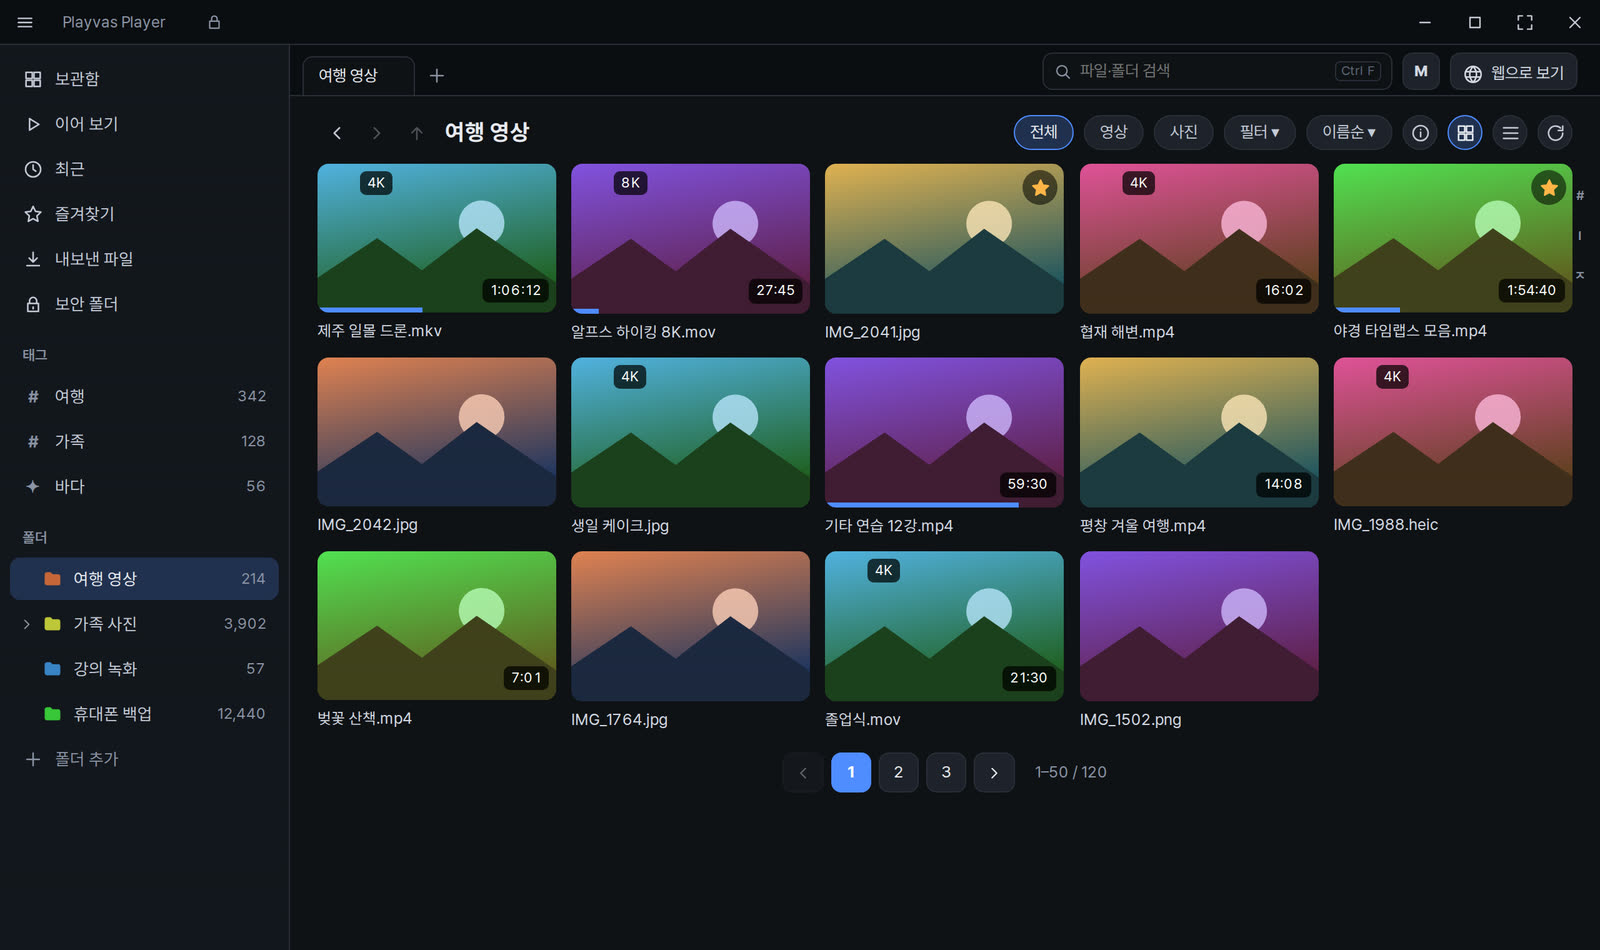 Playvas Player
보관함
이어 보기
최근
즐겨찾기
내보낸 파일
보안 폴더
태그
# 여행 342
# 가족 128
바다 56
폴더
여행 영상 214
가족 사진 3,902
강의 녹화 57
휴대폰 백업 12,440
폴더 추가
여행 영상
파일·폴더 검색 Ctrl F
M
웹으로 보기
여행 영상
전체 영상 사진 필터 ▾ 이름순 ▾
4K 1:06:12
제주 일몰 드론.mkv
8K 27:45
알프스 하이킹 8K.mov
IMG_2041.jpg
4K 16:02
협재 해변.mp4
1:54:40
야경 타임랩스 모음.mp4
#
I
ㅈ
IMG_2042.jpg
4K
생일 케이크.jpg
59:30
기타 연습 12강.mp4
14:08
평창 겨울 여행.mp4
4K
IMG_1988.heic
7:01
벚꽃 산책.mp4
IMG_1764.jpg
4K 21:30
졸업식.mov
IMG_1502.png
1 2 3 1–50 / 120